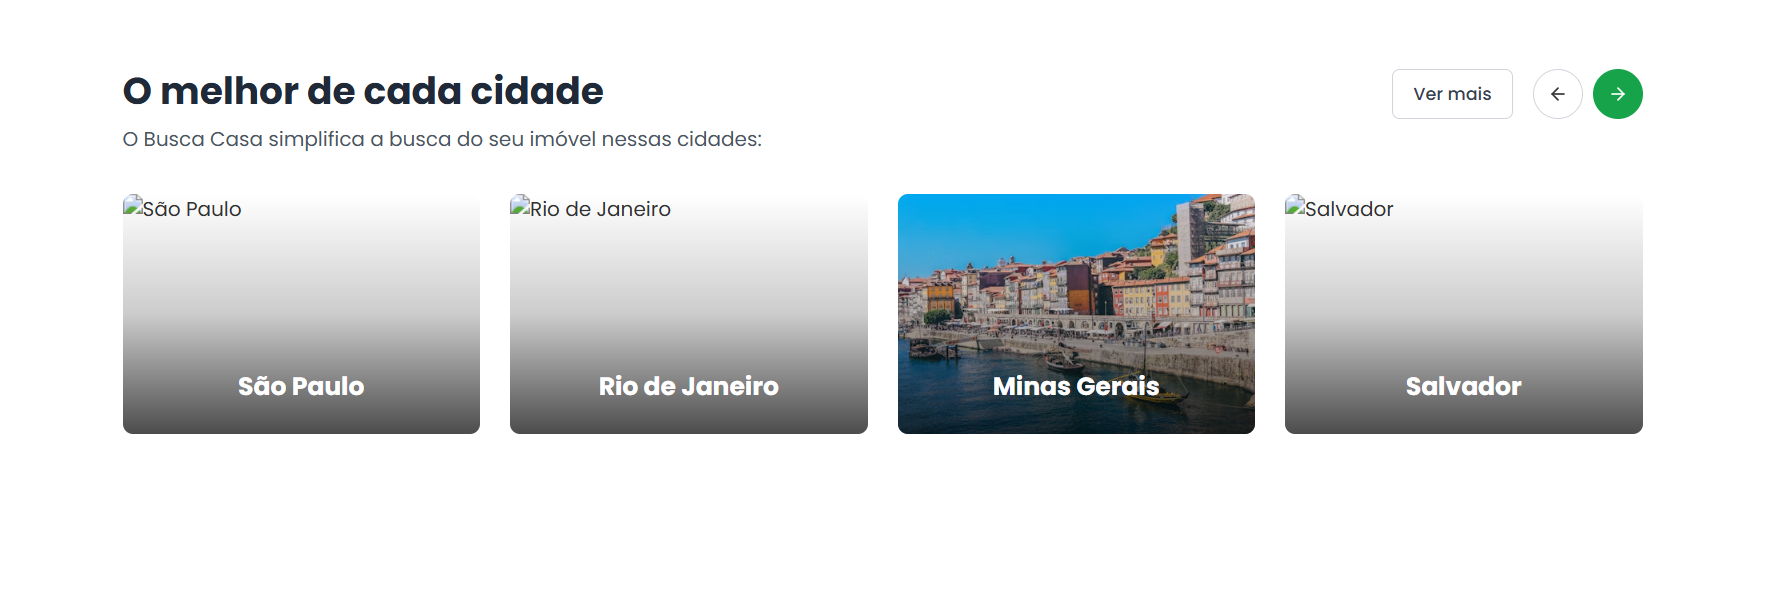 O melhor de cada cidade
Ver mais
O Busca Casa simplifica a busca do seu imóvel nessas cidades:
São Paulo
Rio de Janeiro
Salvador
São Paulo
Rio de Janeiro
Minas Gerais
Salvador